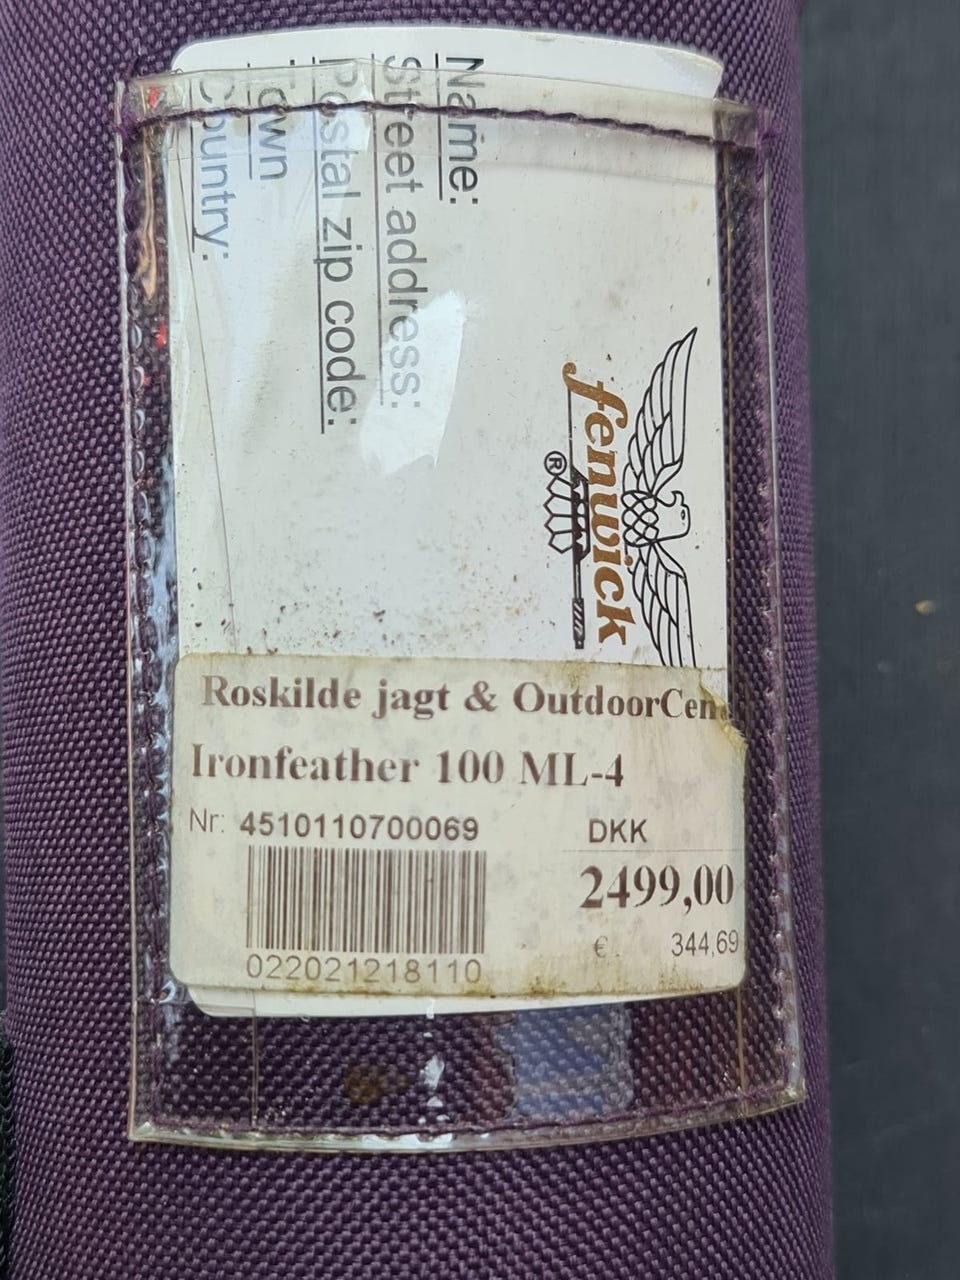 Name:
Street address:
Postal zip code:
Town
Country:
fenwick
®
Roskilde jagt & OutdoorCen
Ironfeather 100 ML-4
Nr: 4510110700069
DKK
2499,00
€ 344,69
022021218110